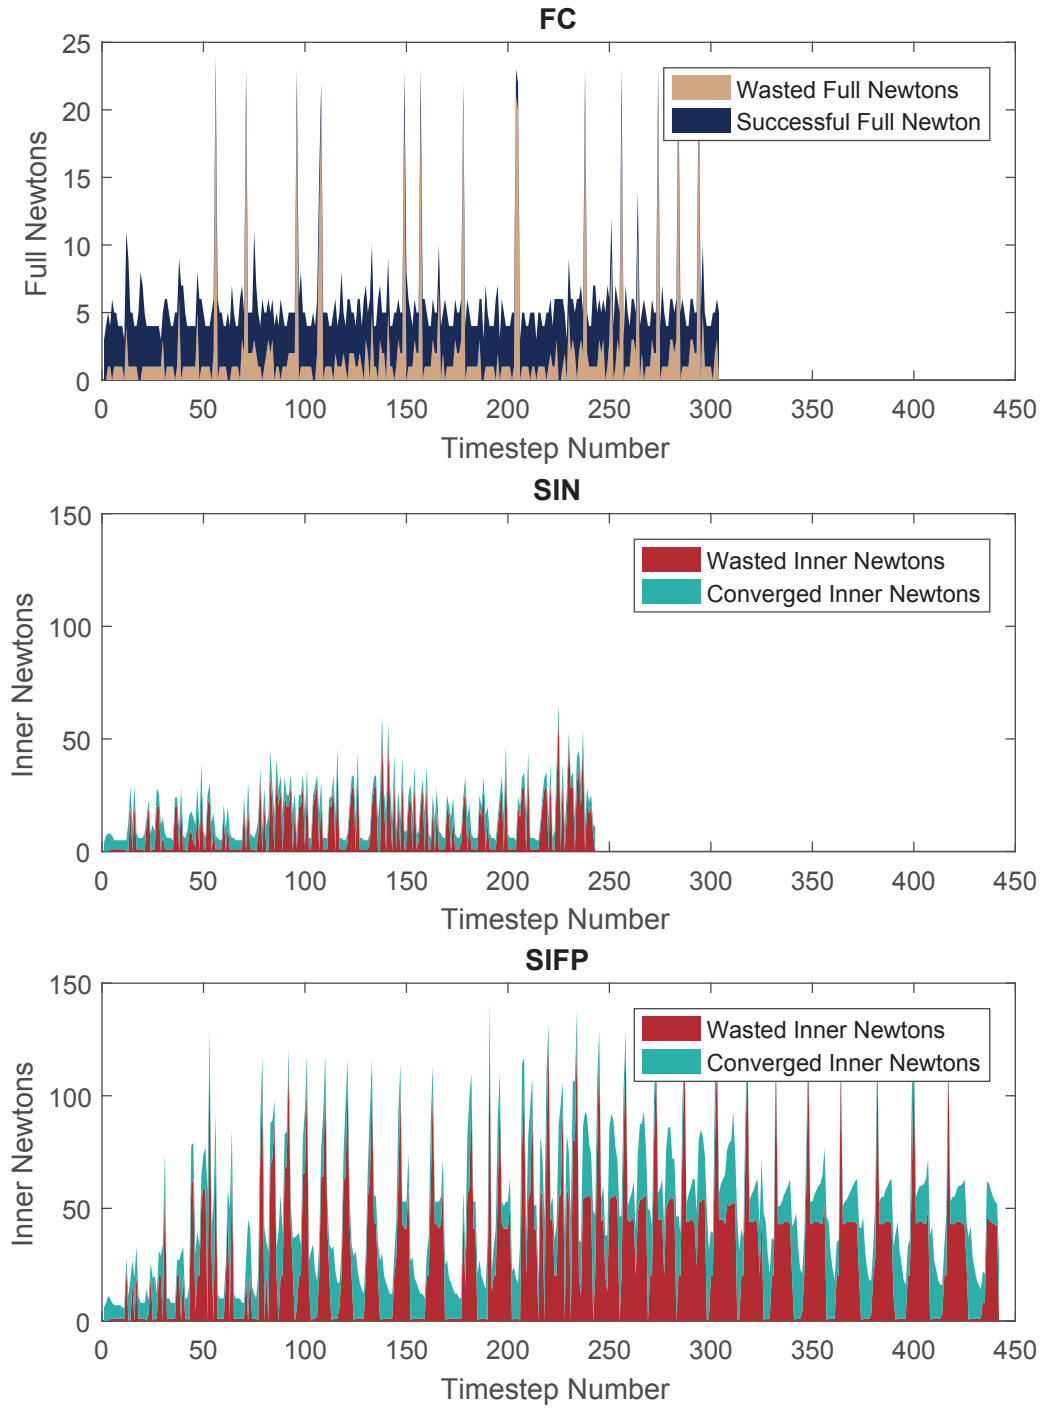 FC
25
20
15
10
5
0
Full Newtons
Wasted Full Newtons
Successful Full Newton
0 50 100 150 200 250 300 350 400 450
Timestep Number
SIN
150
100
50
0
Inner Newtons
Wasted Inner Newtons
Converged Inner Newtons
0 50 100 150 200 250 300 350 400 450
Timestep Number
SIFP
150
100
50
0
Inner Newtons
Wasted Inner Newtons
Converged Inner Newtons
0 50 100 150 200 250 300 350 400 450
Timestep Number